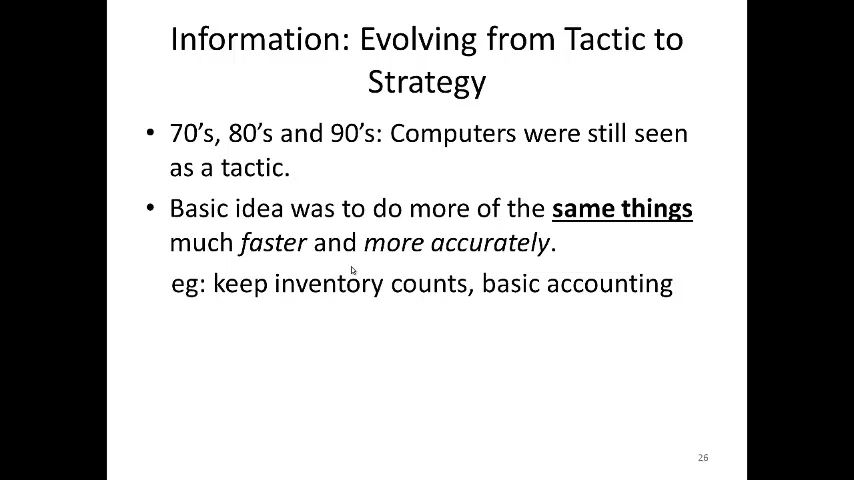 Information: Evolving from Tactic to
Strategy
• 70’s, 80’s and 90’s: Computers were still seen
as a tactic.
• Basic idea was to do more of the same things
much faster and more accurately.
eg: keep inventory counts, basic accounting
26